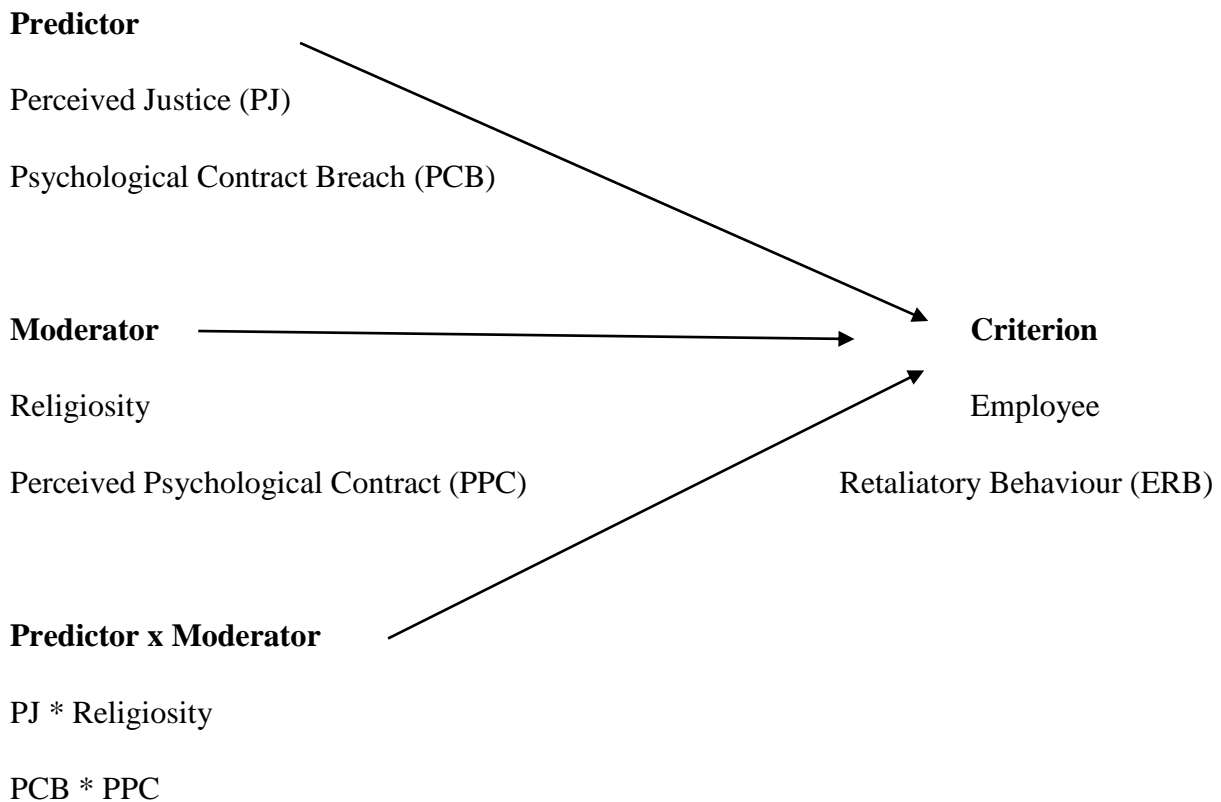 Predictor
Perceived Justice (PJ)
Psychological Contract Breach (PCB)
Moderator
Criterion
Religiosity
Employee
Perceived Psychological Contract (PPC)
Retaliatory Behaviour (ERB)
Predictor x Moderator
PJ * Religiosity
PCB * PPC